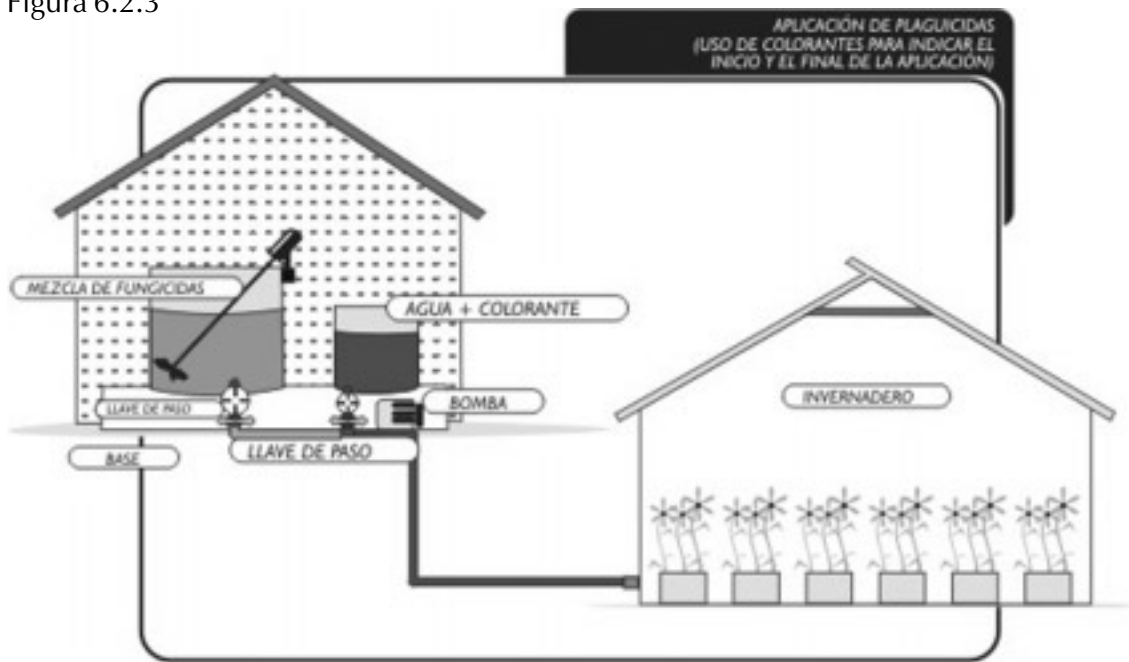 Figura 6.2.3
APLICACIÓN DE PLAGUICIDAS
(USO DE COLORANTES PARA INDICAR EL
INICIO Y EL FINAL DE LA APLICACIÓN)
MEZCLA DE FUNGICIDAS
AGUA + COLORANTE
INVERNADERO
LLAVE DE PASO
BOMBA
BASE
LLAVE DE PASO